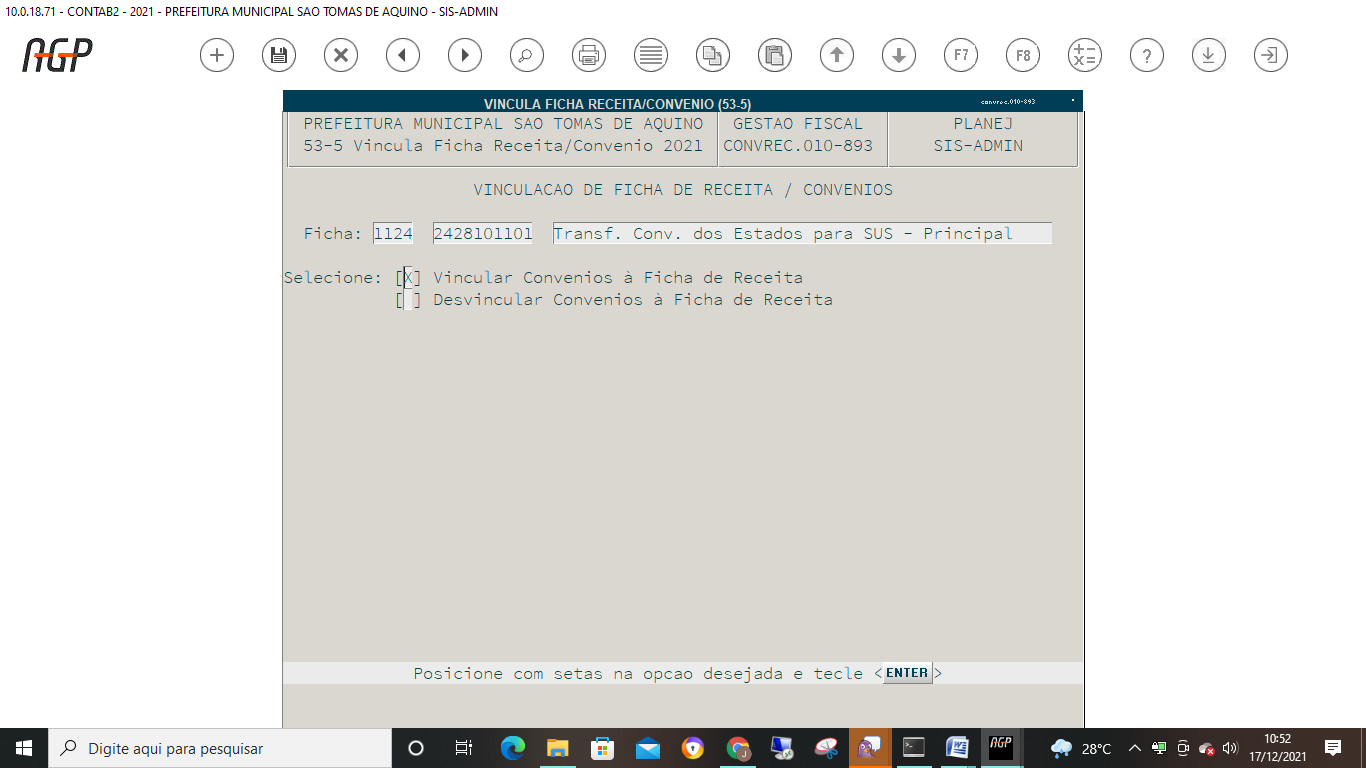 10.0.18.71 - CONTAB2 - 2021 - PREFEITURA MUNICIPAL SAO TOMAS DE AQUINO - SIS-ADMIN
AGP
F7
F8
?
VINCULA FICHA RECEITA/CONVENIO (53-5)
convrec.010-893
PREFEITURA MUNICIPAL SAO TOMAS DE AQUINO
GESTAO FISCAL
PLANEJ
53-5 Vincula Ficha Receita/Convenio 2021
CONVREC.010-893
SIS-ADMIN
VINCULACAO DE FICHA DE RECEITA / CONVENIOS
Ficha: 1124 2428101101 Transf. Conv. dos Estados para SUS - Principal
Selecione: [X] Vincular Convenios à Ficha de Receita
[ ] Desvincular Convenios à Ficha de Receita
Posicione com setas na opcao desejada e tecle <ENTER>
Digite aqui para pesquisar
AGP
28°C
10:52
17/12/2021